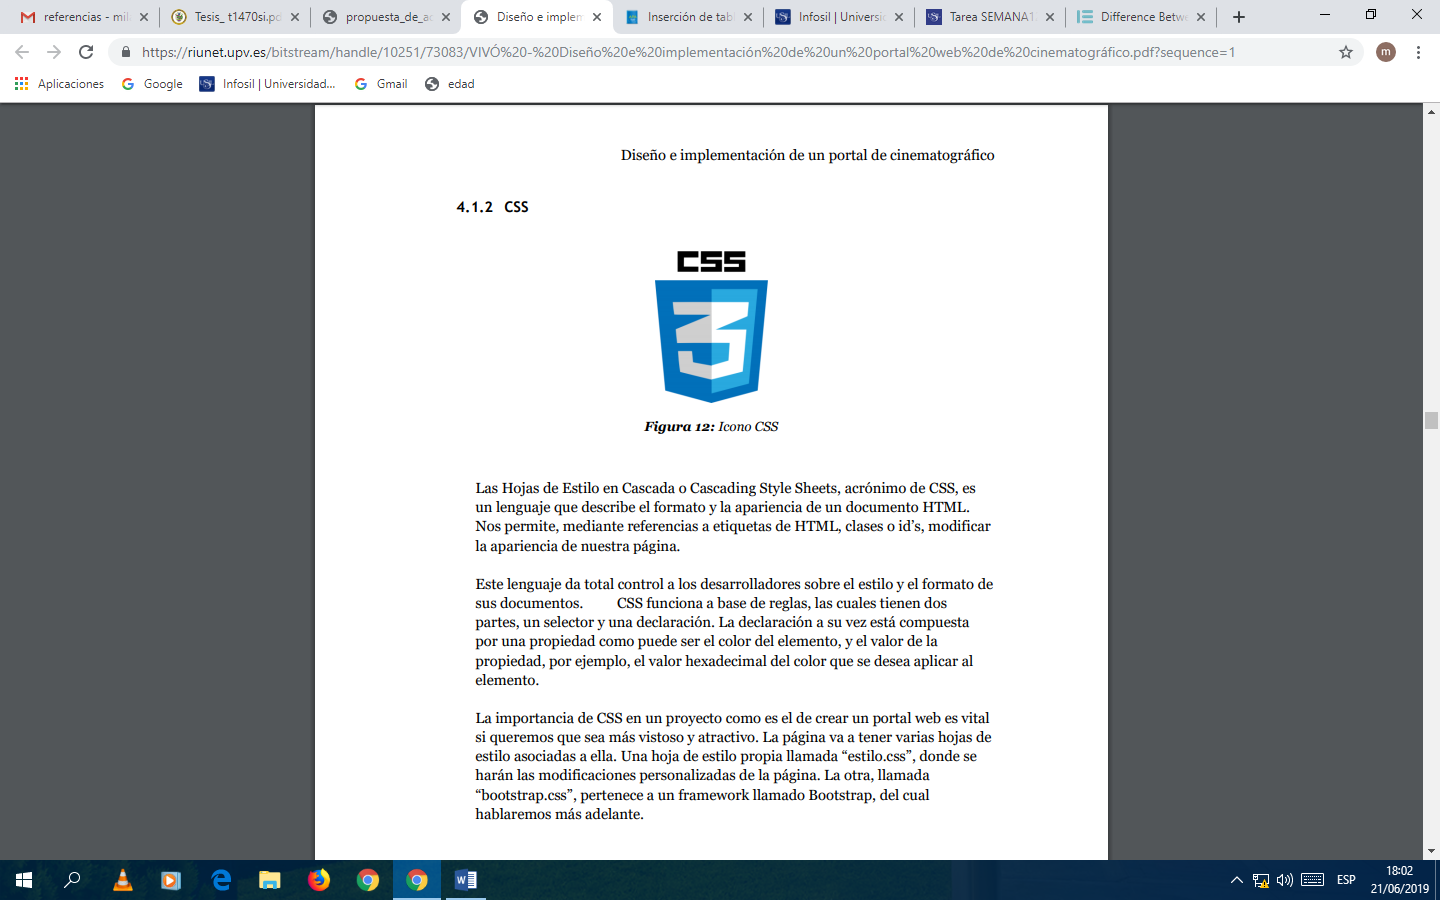 referencias - mil
Tesis_ t1470si.pd
propuesta_de_ac
Diseño e implem
Inserción de tab
Infosil | Universid
Tarea SEMANA1
Difference Betwe
https://riunet.upv.es/bitstream/handle/10251/73083/VIVÓ%20-%20Diseño%20e%20implementación%20de%20un%20portal%20web%20de%20cinematográfico.pdf?sequence=1
m
Aplicaciones
Google
Infosil | Universidad...
Gmail
edad
Diseño e implementación de un portal de cinematográfico
4.1.2 CSS
CSS
3
Figura 12: Icono CSS
Las Hojas de Estilo en Cascada o Cascading Style Sheets, acrónimo de CSS, es
un lenguaje que describe el formato y la apariencia de un documento HTML.
Nos permite, mediante referencias a etiquetas de HTML, clases o id’s, modificar
la apariencia de nuestra página.
Este lenguaje da total control a los desarrolladores sobre el estilo y el formato de
sus documentos. CSS funciona a base de reglas, las cuales tienen dos
partes, un selector y una declaración. La declaración a su vez está compuesta
por una propiedad como puede ser el color del elemento, y el valor de la
propiedad, por ejemplo, el valor hexadecimal del color que se desea aplicar al
elemento.
La importancia de CSS en un proyecto como es el de crear un portal web es vital
si queremos que sea más vistoso y atractivo. La página va a tener varias hojas de
estilo asociadas a ella. Una hoja de estilo propia llamada “estilo.css”, donde se
harán las modificaciones personalizadas de la página. La otra, llamada
“bootstrap.css”, pertenece a un framework llamado Bootstrap, del cual
hablaremos más adelante.
ESP
18:02
21/06/2019